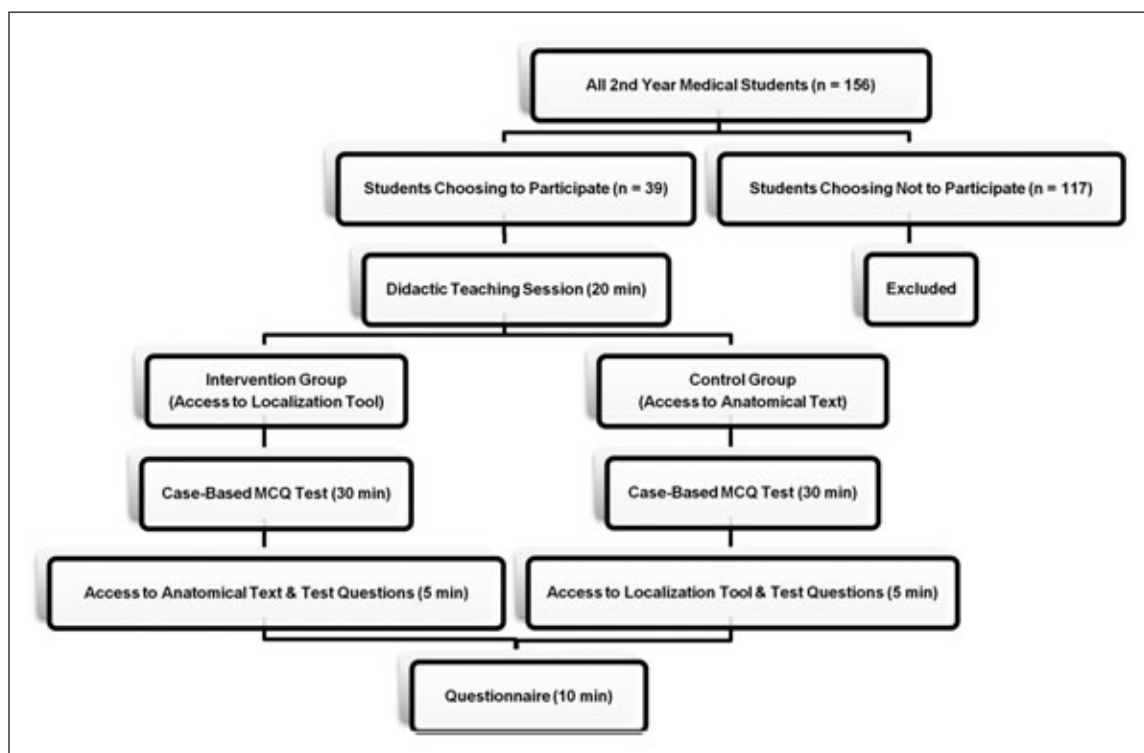 All 2nd Year Medical Students (n = 156)
Students Choosing to Participate (n = 39)
Students Choosing Not to Participate (n = 117)
Didactic Teaching Session (20 min)
Excluded
Intervention Group
(Access to Localization Tool)
Control Group
(Access to Anatomical Text)
Case-Based MCQ Test (30 min)
Case-Based MCQ Test (30 min)
Access to Anatomical Text & Test Questions (5 min)
Access to Localization Tool & Test Questions (5 min)
Questionnaire (10 min)